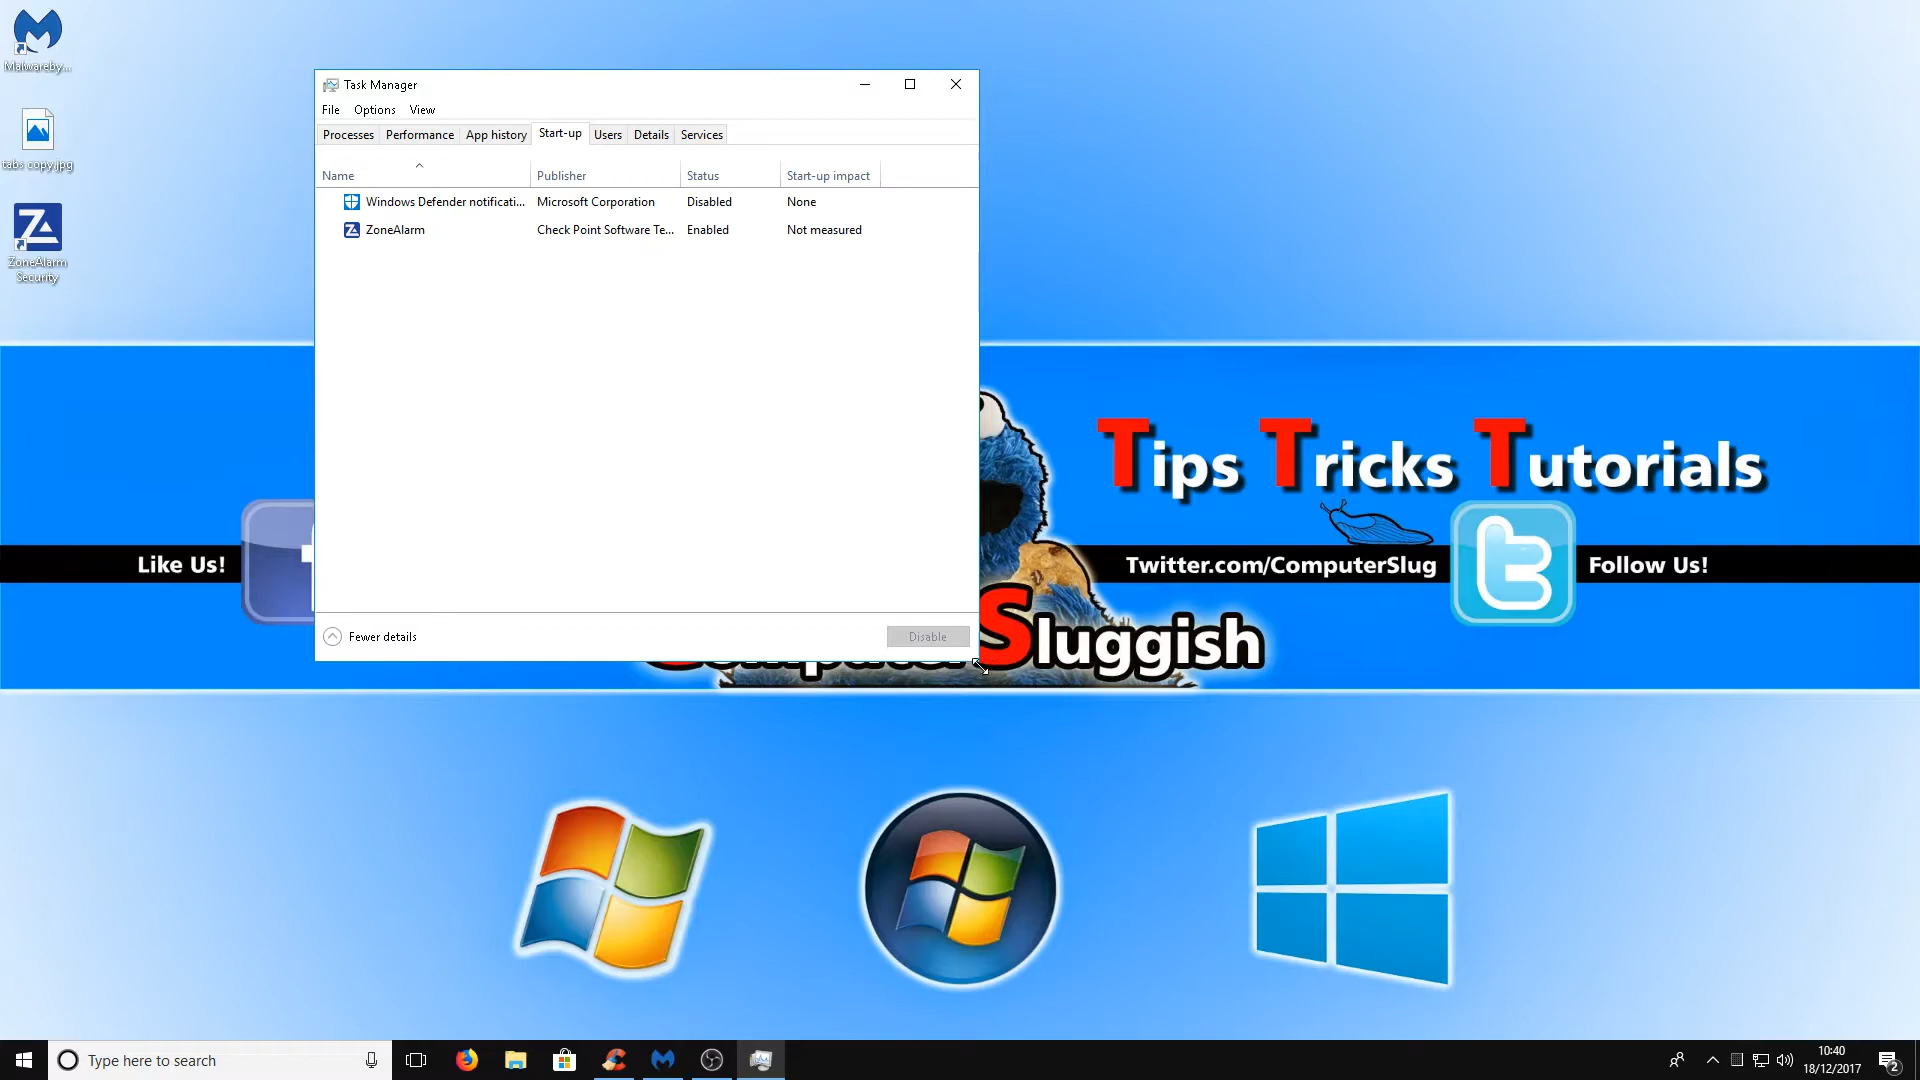 Malwareby...
tabs copy.jpg
ZoneAlarm
Security
Task Manager
File Options View
Processes Performance App history Start-up Users Details Services
Name Publisher Status Start-up impact
Windows Defender notificati... Microsoft Corporation Disabled None
ZoneAlarm Check Point Software Te... Enabled Not measured
Fewer details Disable
Tips Tricks Tutorials
Like Us!
Twitter.com/ComputerSlug
Follow Us!
Sluggish
Type here to search
10:40
18/12/2017
2